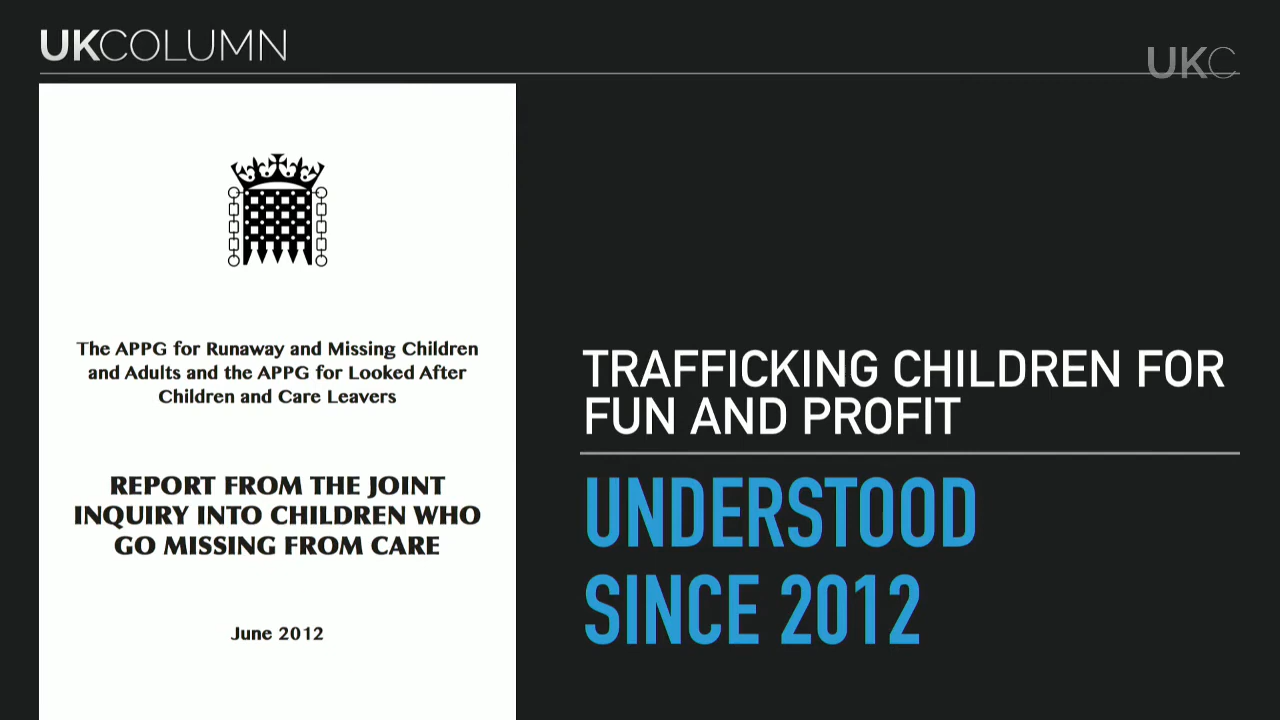 UKCOLUMN
UKC
The APPG for Runaway and Missing Children
and Adults and the APPG for Looked After
Children and Care Leavers
REPORT FROM THE JOINT
INQUIRY INTO CHILDREN WHO
GO MISSING FROM CARE
June 2012
TRAFFICKING CHILDREN FOR
FUN AND PROFIT
UNDERSTOOD
SINCE 2012